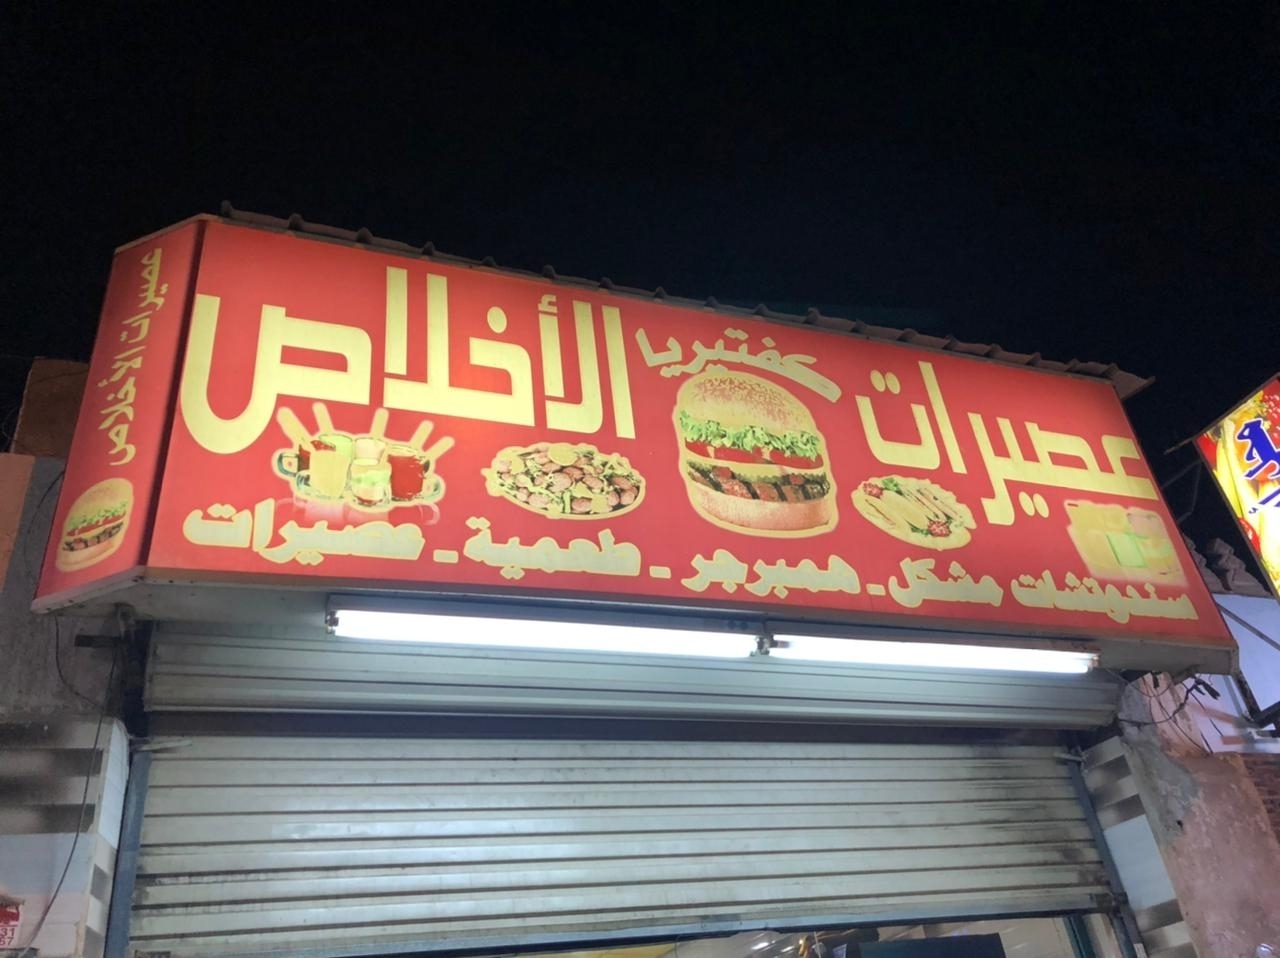 عصيرات كفتيريا الأخلاص
سندوتشات مشكل - همبرجر - طعمية - عصيرات
عصيرات الأخلاص